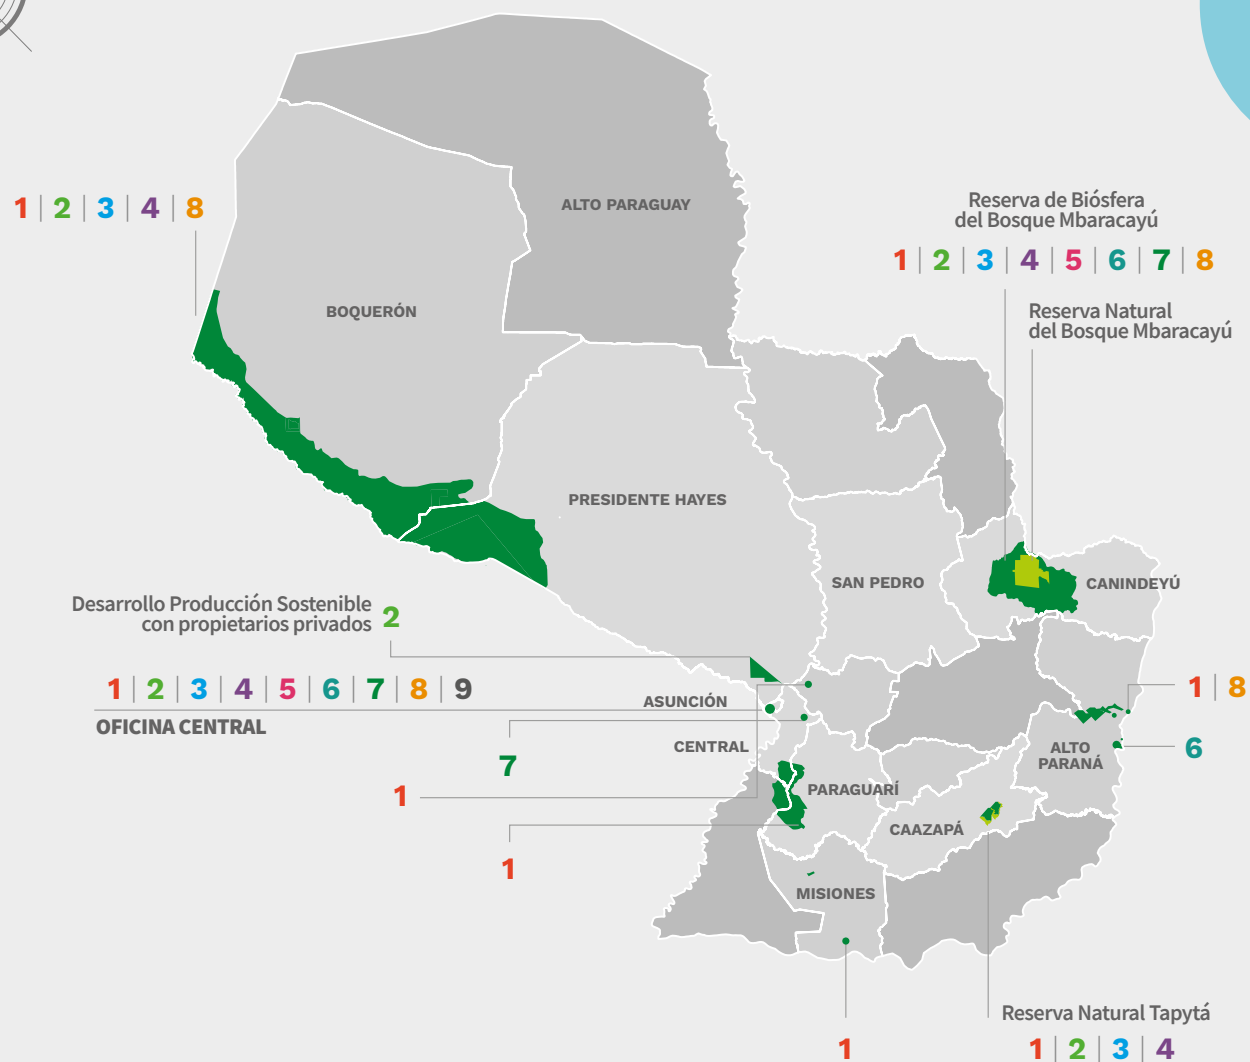 ALTO PARAGUAY
1 | 2 | 3 | 4 | 8
Reserva de Biósfera
del Bosque Mbaracayú
1 | 2 | 3 | 4 | 5 | 6 | 7 | 8
Reserva Natural
del Bosque Mbaracayú
BOQUERÓN
PRESIDENTE HAYES
SAN PEDRO
CANINDEYÚ
Desarrollo Producción Sostenible
con propietarios privados
2
1 | 2 | 3 | 4 | 5 | 6 | 7 | 8 | 9
OFICINA CENTRAL
ASUNCIÓN
1 | 8
CENTRAL
ALTO
PARANÁ
6
7
1
PARAGUARÍ
CAAZAPÁ
1
MISIONES
Reserva Natural Tapytá
1
1 | 2 | 3 | 4